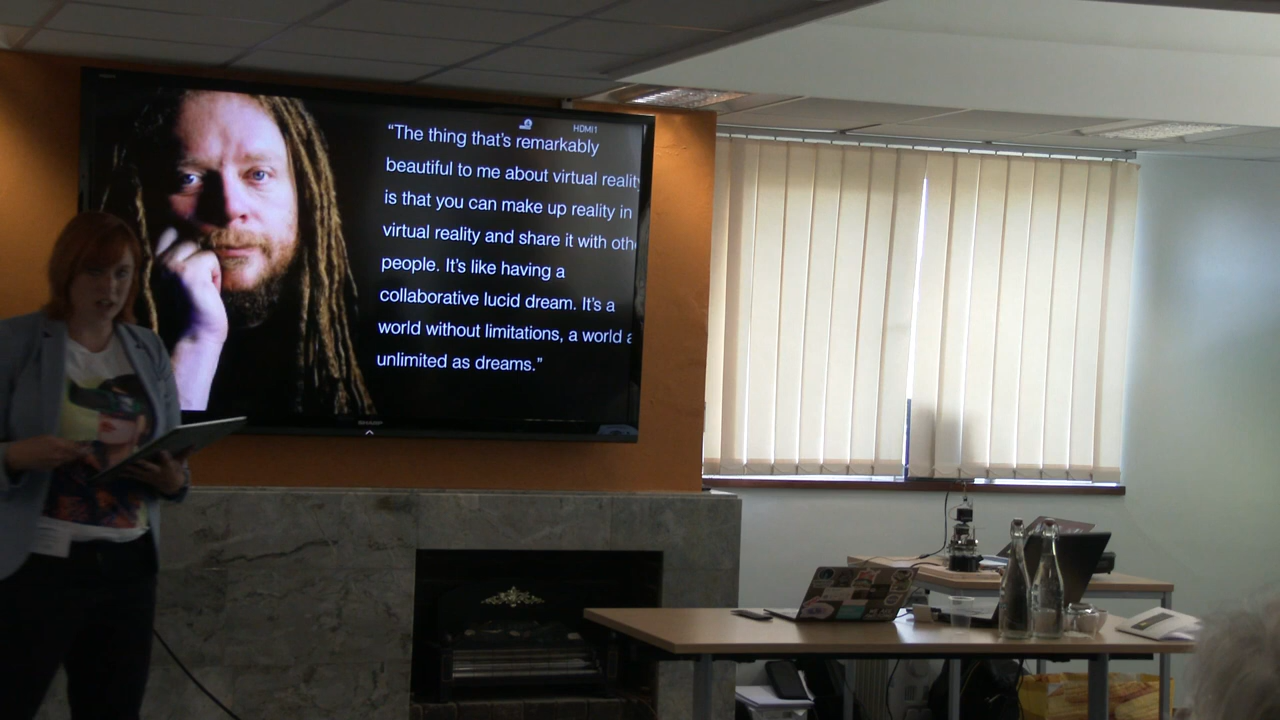 HDMI1
“The thing that’s remarkably
beautiful to me about virtual reality
is that you can make up reality in
virtual reality and share it with oth
people. It’s like having a
collaborative lucid dream. It’s a
world without limitations, a world a
unlimited as dreams.”
SHARP